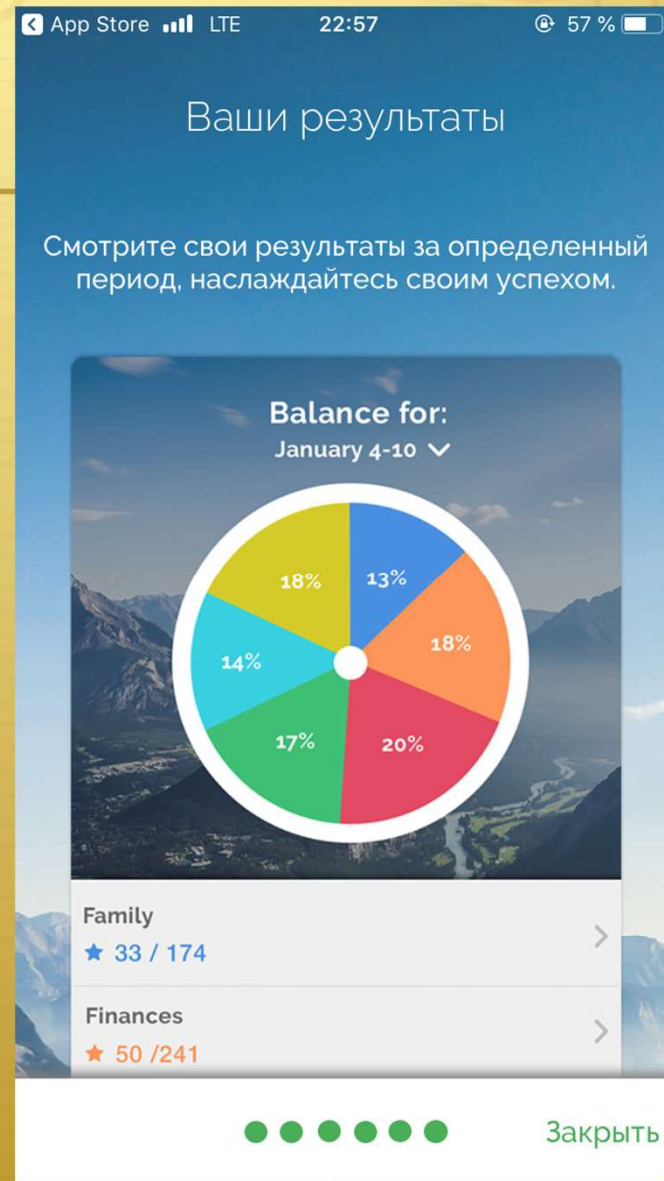 App Store LTE 22:57 57 %
Ваши результаты
Смотрите свои результаты за определенный
период, наслаждайтесь своим успехом.
Balance for:
January 4-10
18% 13%
14% 18%
17% 20%
Family
33 / 174
Finances
50 /241
Закрыть